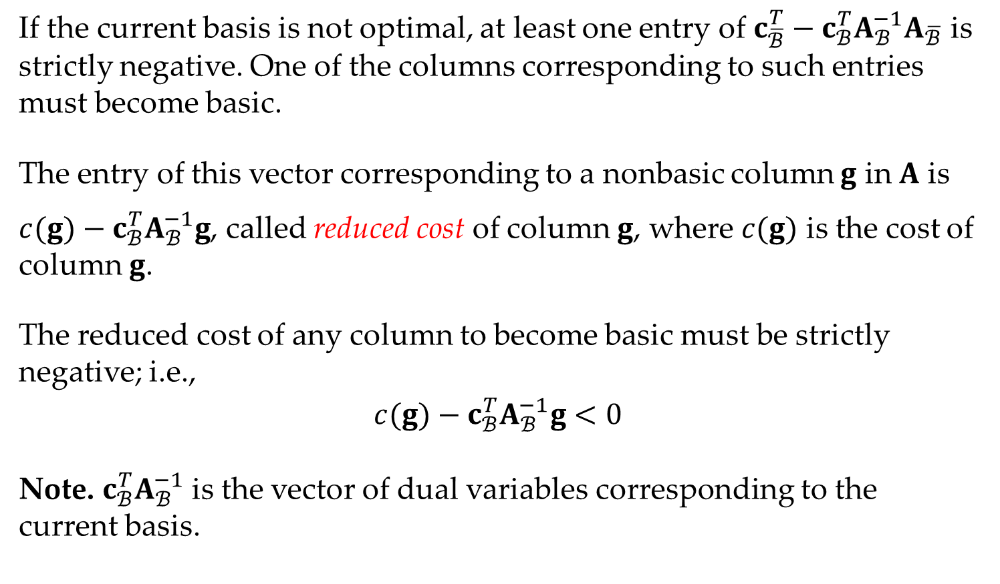 If the current basis is not optimal, at least one entry of $\mathbf{c}_{\overline{\mathcal{B}}}^{T} - \mathbf{c}_{\mathcal{B}}^{T}\mathbf{A}_{\mathcal{B}}^{-1}\mathbf{A}_{\overline{\mathcal{B}}}$ is
strictly negative. One of the columns corresponding to such entries
must become basic.
The entry of this vector corresponding to a nonbasic column $\mathbf{g}$ in $\mathbf{A}$ is
$c(\mathbf{g}) - \mathbf{c}_{\mathcal{B}}^{T}\mathbf{A}_{\mathcal{B}}^{-1}\mathbf{g}$, called reduced cost of column $\mathbf{g}$, where $c(\mathbf{g})$ is the cost of
column $\mathbf{g}$.
The reduced cost of any column to become basic must be strictly
negative; i.e.,
$c(\mathbf{g}) - \mathbf{c}_{\mathcal{B}}^{T}\mathbf{A}_{\mathcal{B}}^{-1}\mathbf{g} < 0$
Note. $\mathbf{c}_{\mathcal{B}}^{T}\mathbf{A}_{\mathcal{B}}^{-1}$ is the vector of dual variables corresponding to the
current basis.